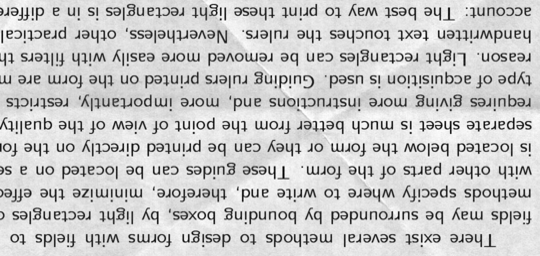 There exist several methods to design forms with fields to
fields may be surrounded by bounding boxes, by light rectangles o
methods specify where to write and, therefore, minimize the effec
with other parts of the form. These guides can be located on a se
is located below the form or they can be printed directly on the fo
separate sheet is much better from the point of view of the quality
requires giving more instructions and, more importantly, restricts
type of acquisition is used. Guiding rulers printed on the form are m
reason. Light rectangles can be removed more easily with filters th
handwritten text touches the rulers. Nevertheless, other practical
account: The best way to print these light rectangles is in a differe